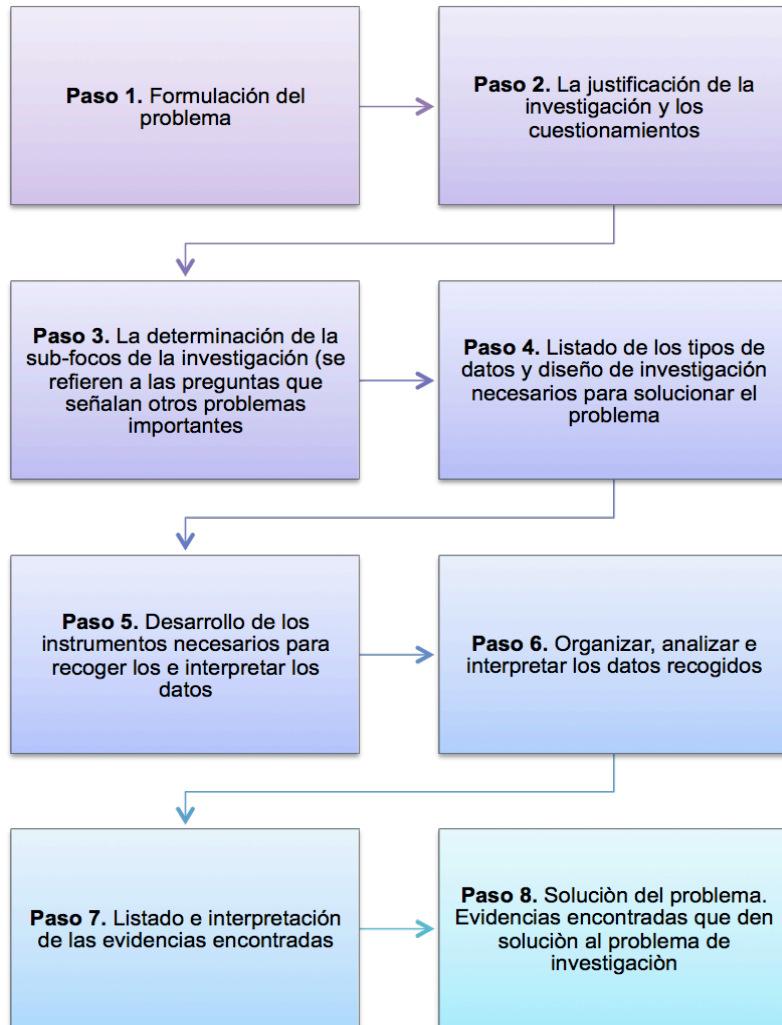 Paso 1. Formulación del
problema
Paso 2. La justificación de la
investigación y los
cuestionamientos
Paso 3. La determinación de la
sub-focos de la investigación (se
refieren a las preguntas que
señalan otros problemas
importantes
Paso 4. Listado de los tipos de
datos y diseño de investigación
necesarios para solucionar el
problema
Paso 5. Desarrollo de los
instrumentos necesarios para
recoger los e interpretar los
datos
Paso 6. Organizar, analizar e
interpretar los datos recogidos
Paso 7. Listado e interpretación
de las evidencias encontradas
Paso 8. Soluciòn del problema.
Evidencias encontradas que den
soluciòn al problema de
investigaciòn